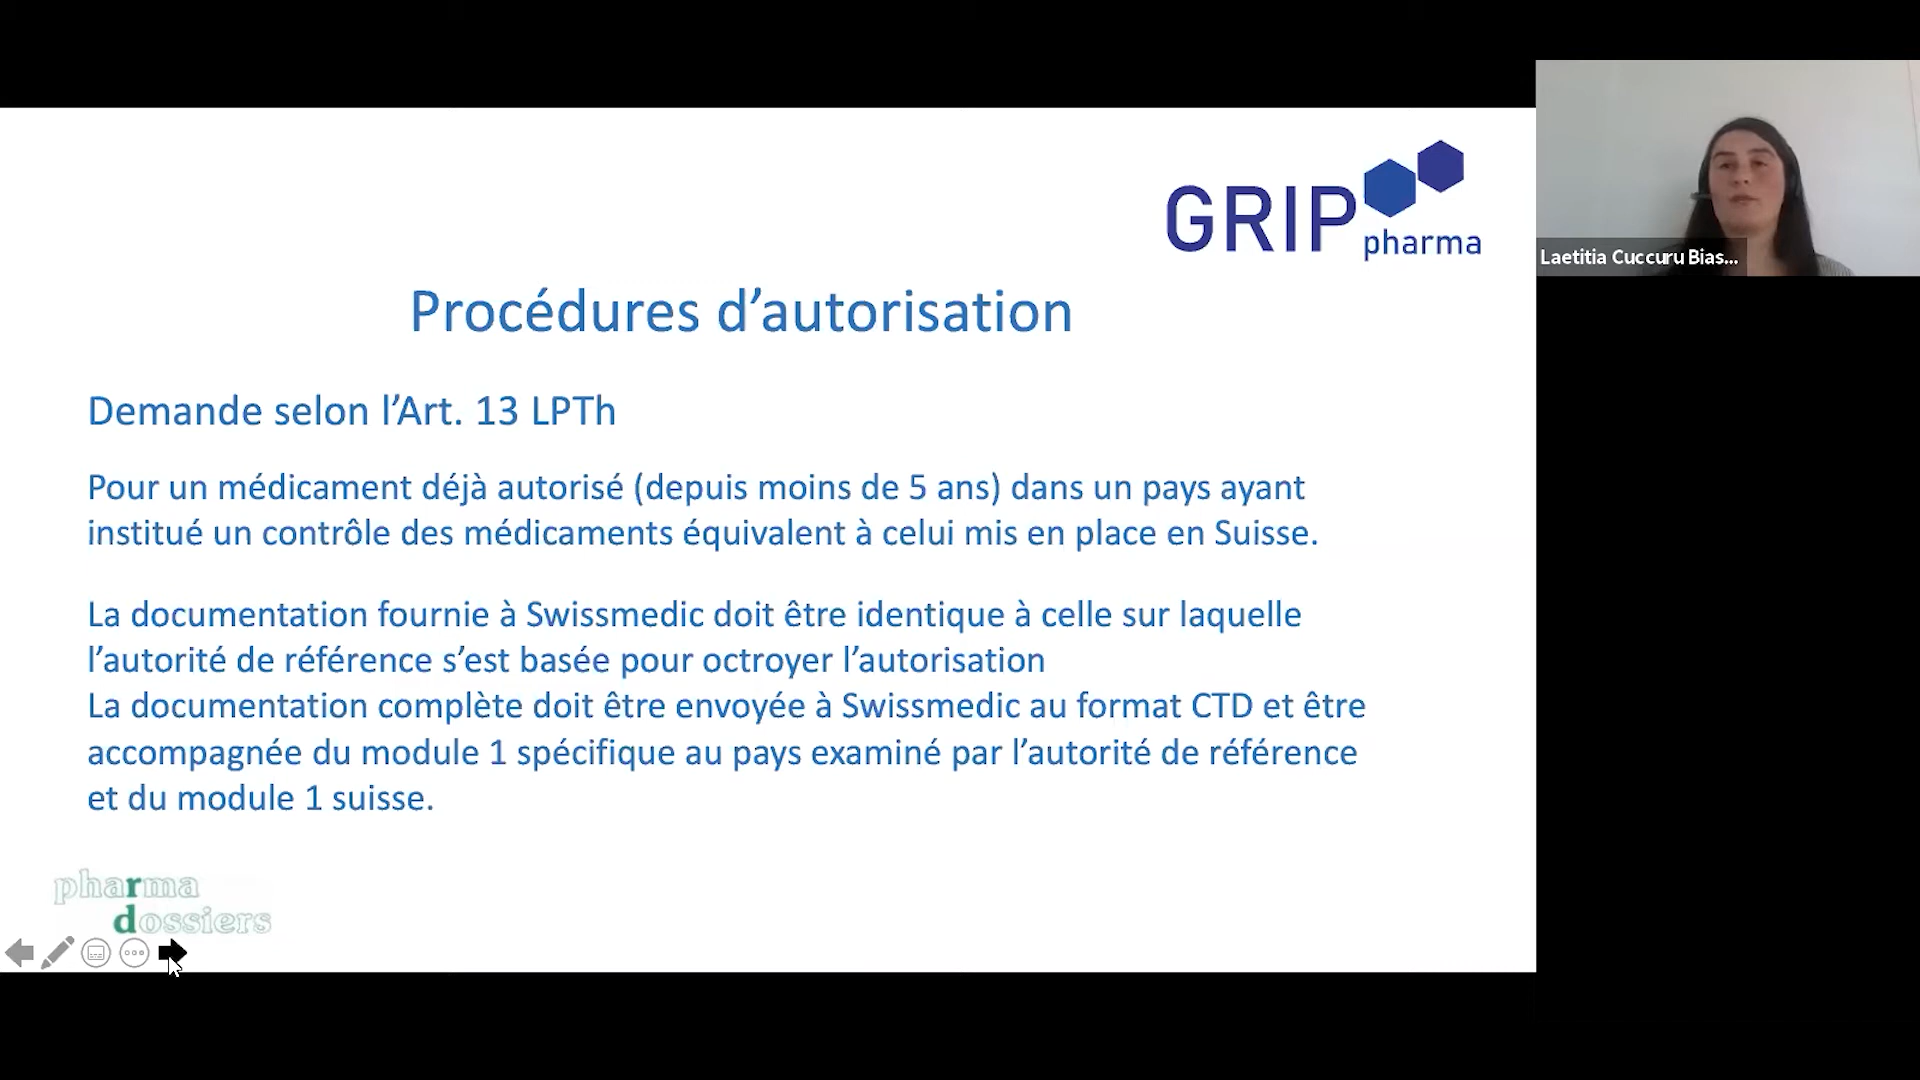 GRIP
pharma
Laetitia Cuccuru Bias...
Procédures d’autorisation
Demande selon l’Art. 13 LPTh
Pour un médicament déjà autorisé (depuis moins de 5 ans) dans un pays ayant
institué un contrôle des médicaments équivalent à celui mis en place en Suisse.
La documentation fournie à Swissmedic doit être identique à celle sur laquelle
l’autorité de référence s’est basée pour octroyer l’autorisation
La documentation complète doit être envoyée à Swissmedic au format CTD et être
accompagnée du module 1 spécifique au pays examiné par l’autorité de référence
et du module 1 suisse.
pharma
dossiers